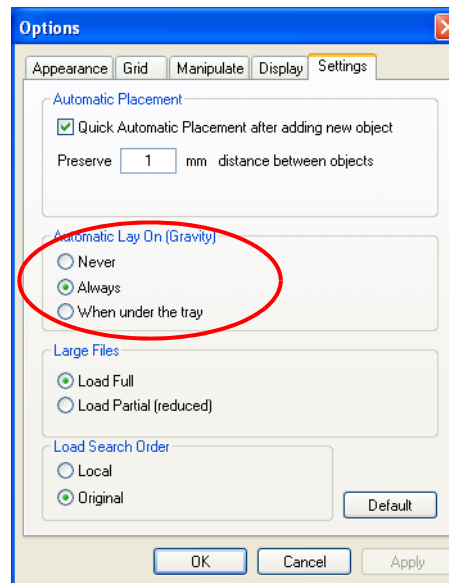 Options
Appearance Grid Manipulate Display Settings
Automatic Placement
Quick Automatic Placement after adding new object
Preserve 1 mm distance between objects
Automatic Lay On (Gravity)
Never
Always
When under the tray
Large Files
Load Full
Load Partial (reduced)
Load Search Order
Local
Original
Default
OK Cancel Apply